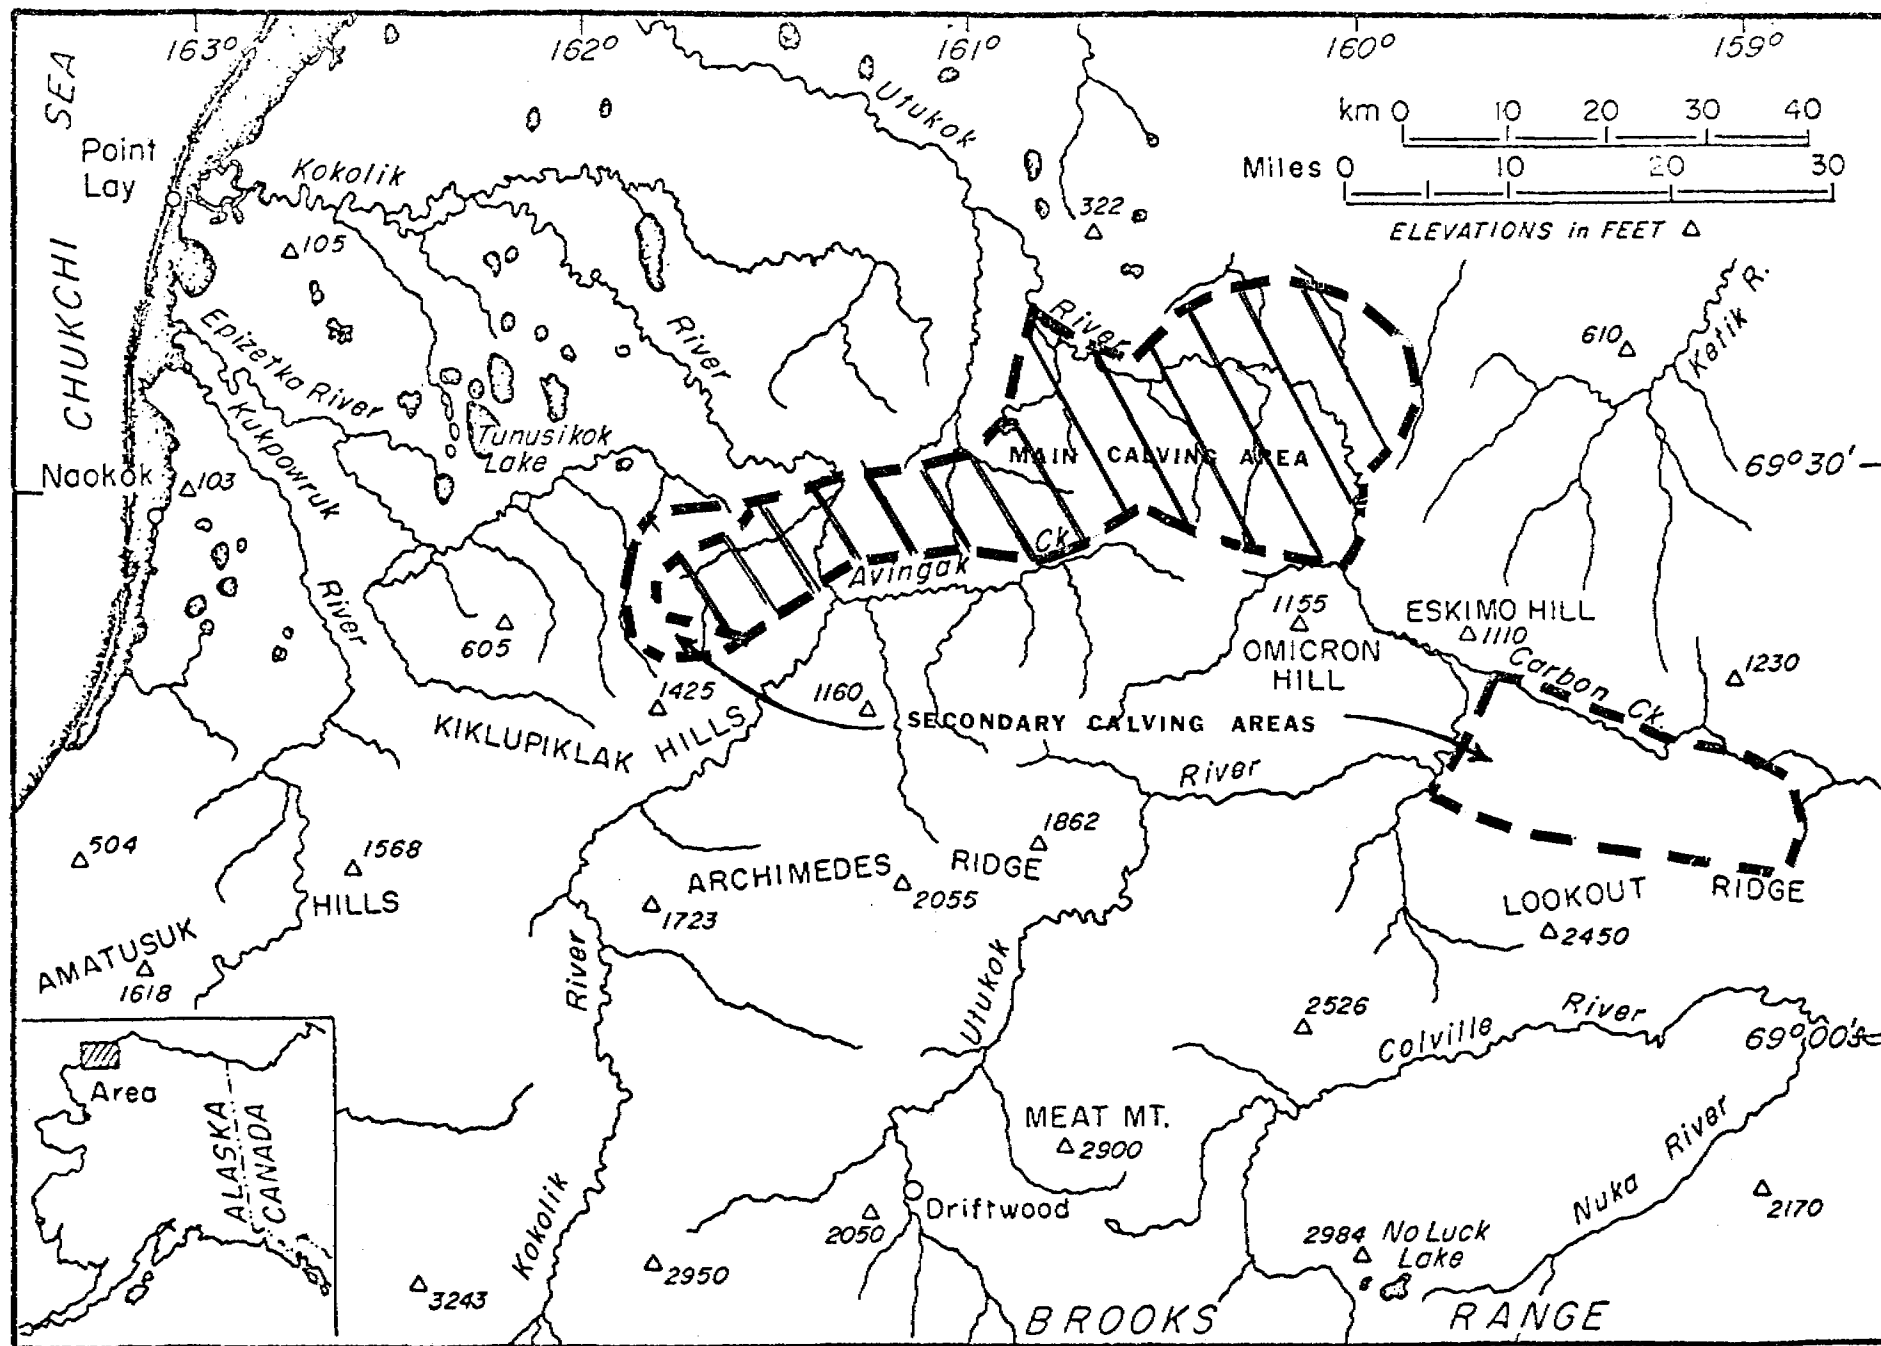 163°
162°
161°
160°
159°
SEA
CHUKCHI
Point
Lay
Kokolik
River
Utukok
River
km 0 10 20 30 40
Miles 0 10 20 30
ELEVATIONS in FEET △
322
105
610
Ketik R.
Epizetka River
Kukpowruk
River
Tunusikok
Lake
MAIN CALVING AREA
69°30'
Naokok
103
Avingak
Ck.
605
1155
OMICRON
HILL
ESKIMO HILL
1110
Carbon
Ck.
1230
1425
1160
KIKLUPIKLAK HILLS
SECONDARY CALVING AREAS
River
504
1568
1862
ARCHIMEDES RIDGE
2055
1723
LOOKOUT RIDGE
2450
AMATUSUK HILLS
1618
River
Utukok
2526
Colville River
69°00'
Area
ALASKA
CANADA
MEAT MT.
2900
Nuka River
Kokolik
Driftwood
2050
2984
No Luck
Lake
2170
2950
3243
BROOKS RANGE